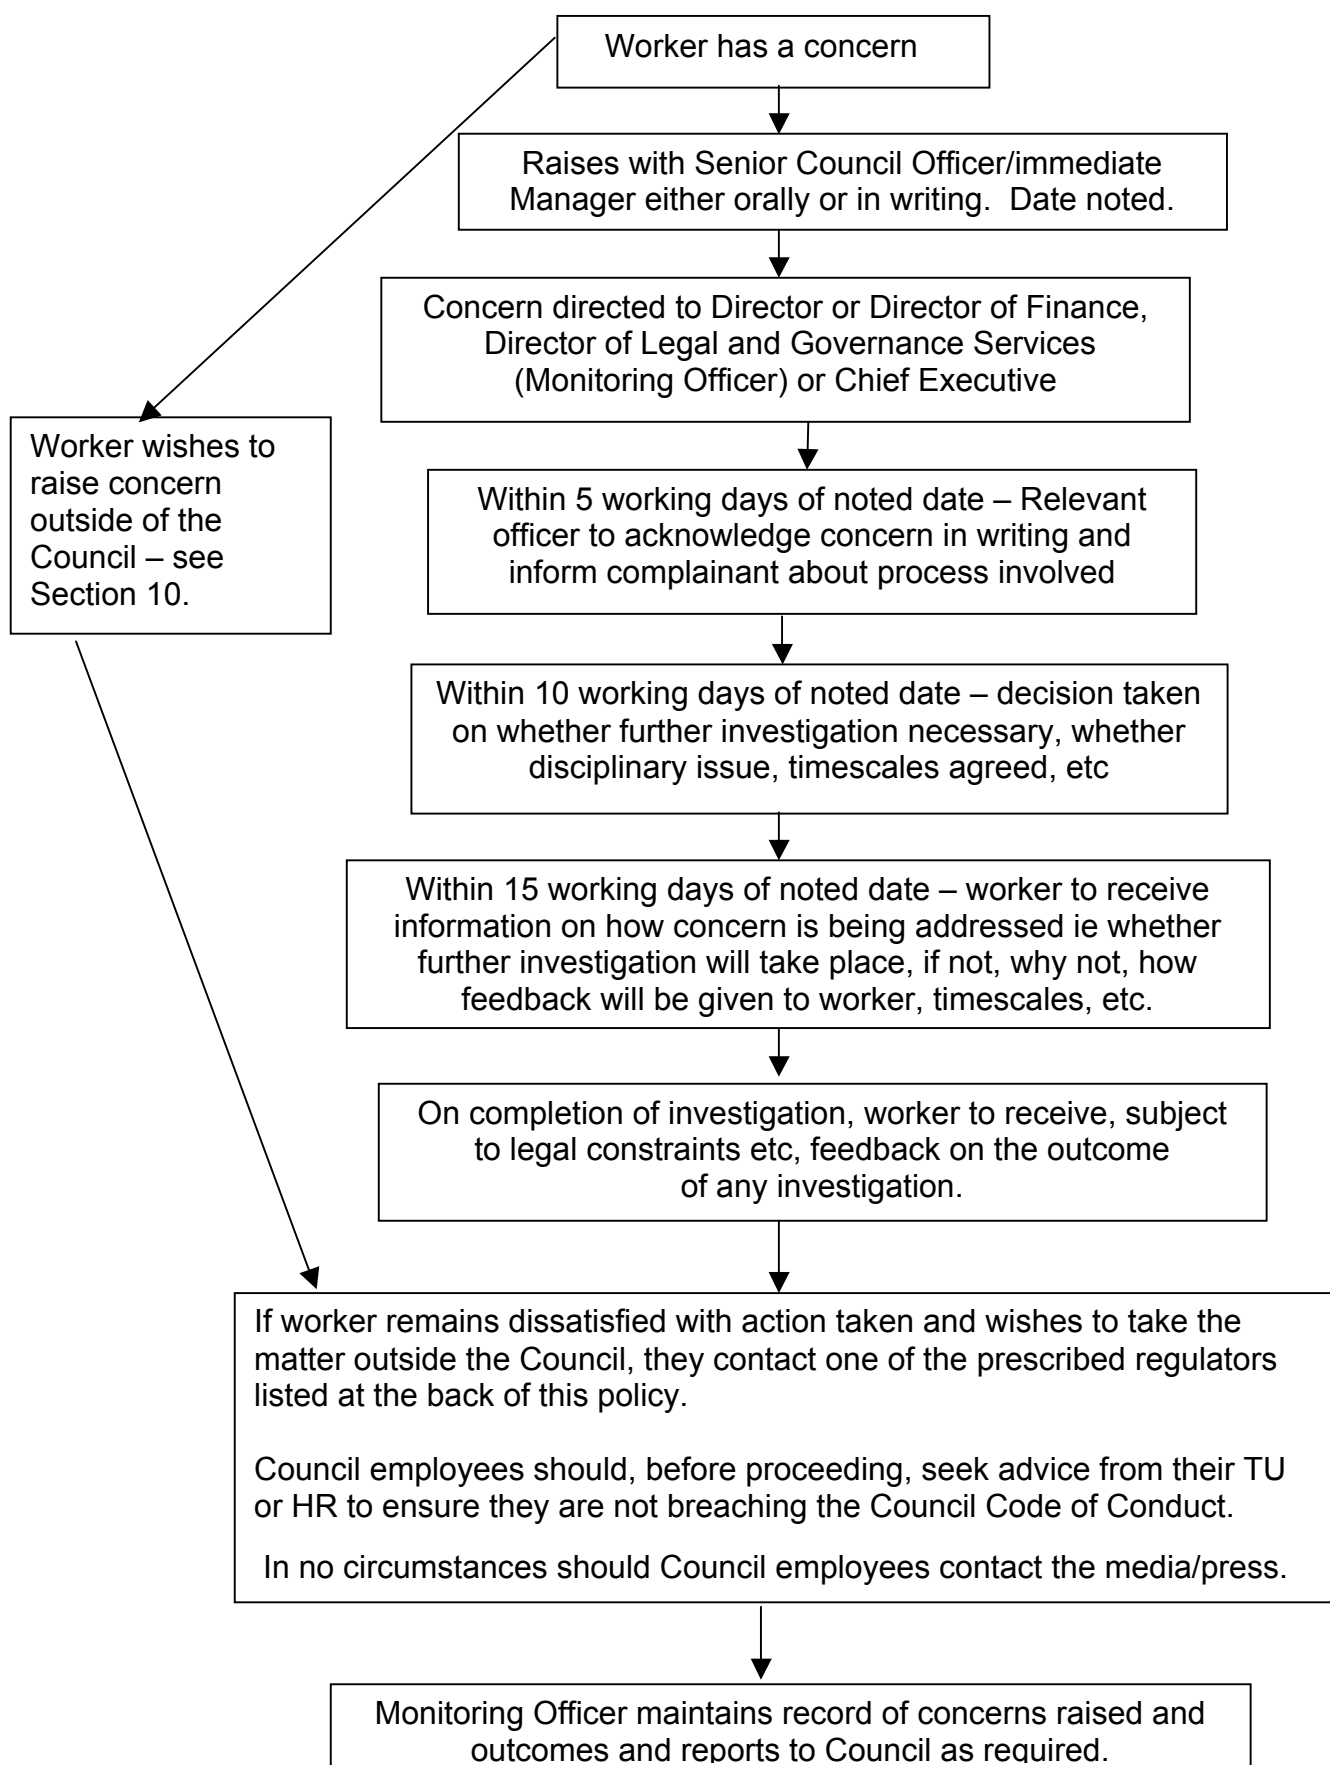 Worker has a concern
Raises with Senior Council Officer/immediate
Manager either orally or in writing.  Date noted.
Concern directed to Director or Director of Finance,
Director of Legal and Governance Services
(Monitoring Officer) or Chief Executive
Worker wishes to
raise concern
outside of the
Council – see
Section 10.
Within 5 working days of noted date – Relevant
officer to acknowledge concern in writing and
inform complainant about process involved
Within 10 working days of noted date – decision taken
on whether further investigation necessary, whether
disciplinary issue, timescales agreed, etc
Within 15 working days of noted date – worker to receive
information on how concern is being addressed ie whether
further investigation will take place, if not, why not, how
feedback will be given to worker, timescales, etc.
On completion of investigation, worker to receive, subject
to legal constraints etc, feedback on the outcome
of any investigation.
If worker remains dissatisfied with action taken and wishes to take the
matter outside the Council, they contact one of the prescribed regulators
listed at the back of this policy.
Council employees should, before proceeding, seek advice from their TU
or HR to ensure they are not breaching the Council Code of Conduct.
In no circumstances should Council employees contact the media/press.
Monitoring Officer maintains record of concerns raised and
outcomes and reports to Council as required.